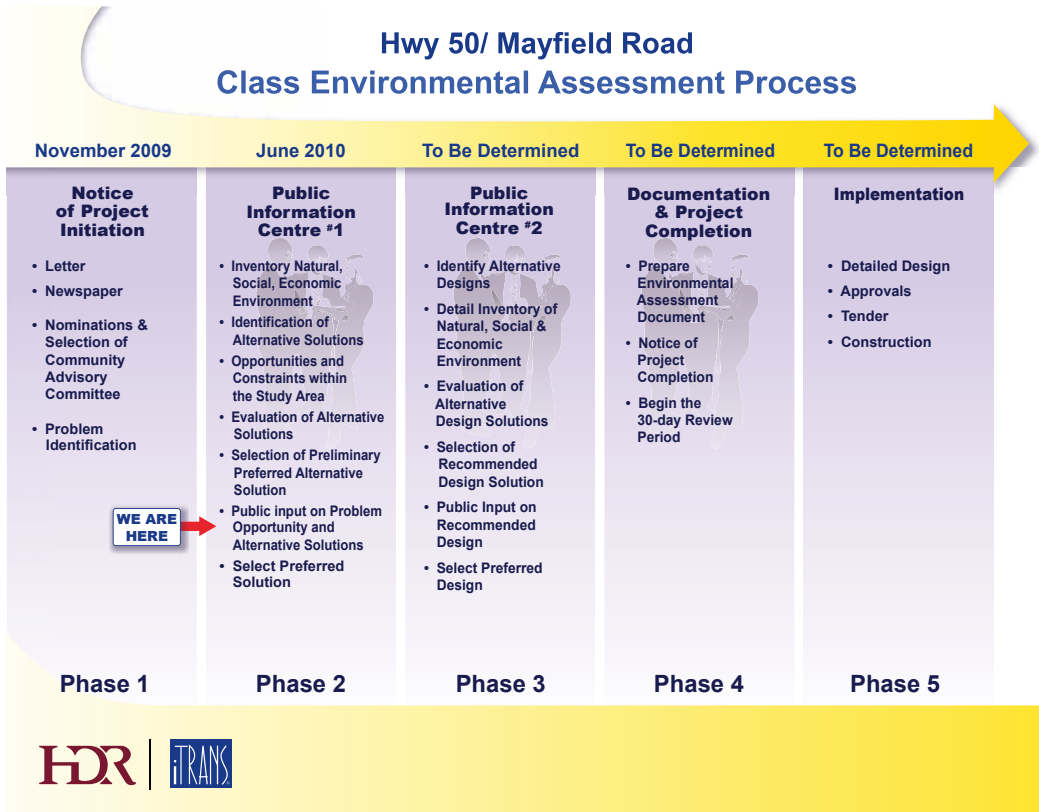 Hwy 50/ Mayfield Road
Class Environmental Assessment Process
November 2009
June 2010
To Be Determined
To Be Determined
To Be Determined
Notice
of Project
Initiation
• Letter
• Newspaper
• Nominations &
Selection of
Community
Advisory
Committee
• Problem
Identification
WE ARE
HERE
Phase 1
Public
Information
Centre #1
• Inventory Natural,
Social, Economic
Environment
• Identification of
Alternative Solutions
• Opportunities and
Constraints within
the Study Area
• Evaluation of Alternative
Solutions
• Selection of Preliminary
Preferred Alternative
Solution
• Public input on Problem
Opportunity and
Alternative Solutions
• Select Preferred
Solution
Phase 2
Public
Information
Centre #2
• Identify Alternative
Designs
• Detail Inventory of
Natural, Social &
Economic
Environment
• Evaluation of
Alternative
Design Solutions
• Selection of
Recommended
Design Solution
• Public Input on
Recommended
Design
• Select Preferred
Design
Phase 3
Documentation
& Project
Completion
• Prepare
Environmental
Assessment
Document
• Notice of
Project
Completion
• Begin the
30-day Review
Period
Phase 4
Implementation
• Detailed Design
• Approvals
• Tender
• Construction
Phase 5
HDR
iTRANS